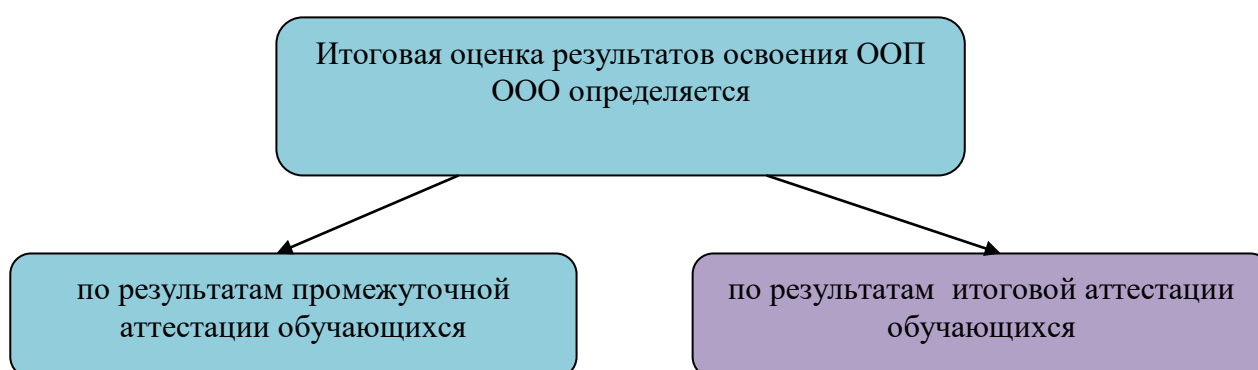 Итоговая оценка результатов освоения ООП
ООО определяется
по результатам промежуточной
аттестации обучающихся
по результатам  итоговой аттестации
обучающихся